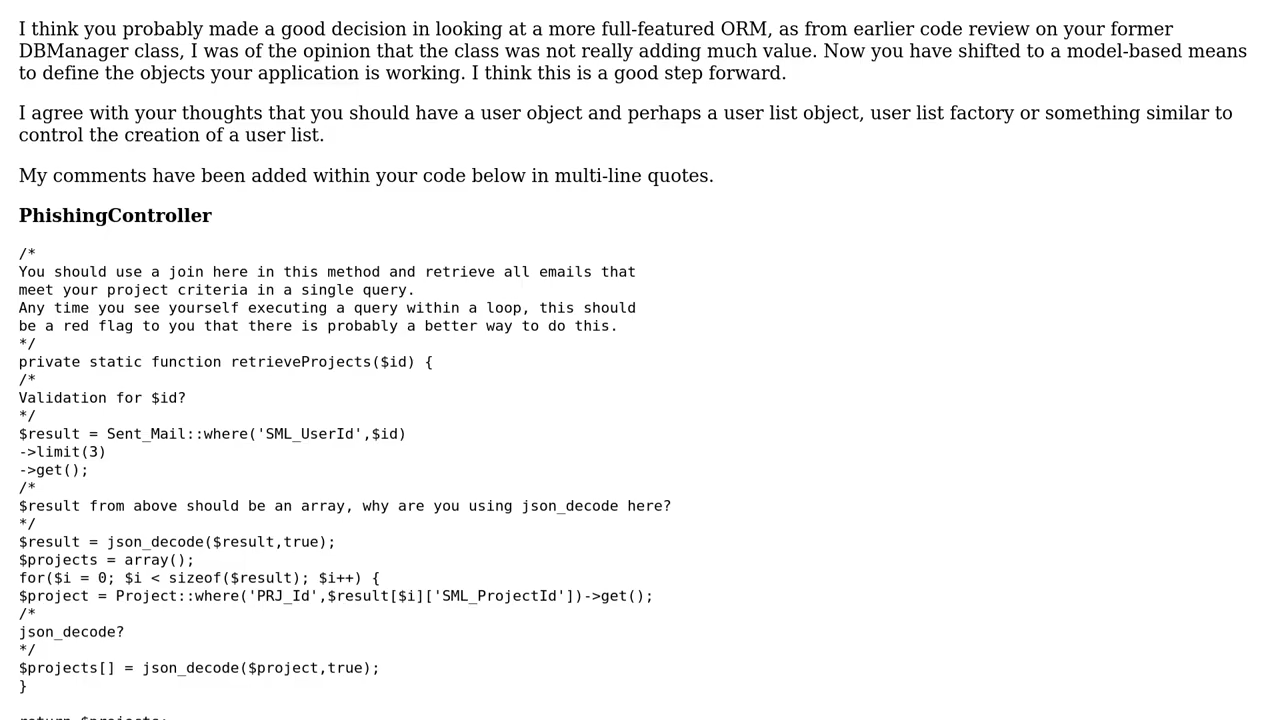 I think you probably made a good decision in looking at a more full-featured ORM, as from earlier code review on your former
DBManager class, I was of the opinion that the class was not really adding much value. Now you have shifted to a model-based means
to define the objects your application is working. I think this is a good step forward.
I agree with your thoughts that you should have a user object and perhaps a user list object, user list factory or something similar to
control the creation of a user list.
My comments have been added within your code below in multi-line quotes.
PhishingController
/*
You should use a join here in this method and retrieve all emails that
meet your project criteria in a single query.
Any time you see yourself executing a query within a loop, this should
be a red flag to you that there is probably a better way to do this.
*/
private static function retrieveProjects($id) {
/*
Validation for $id?
*/
$result = Sent_Mail::where('SML_UserId',$id)
->limit(3)
->get();
/*
$result from above should be an array, why are you using json_decode here?
*/
$result = json_decode($result,true);
$projects = array();
for($i = 0; $i < sizeof($result); $i++) {
$project = Project::where('PRJ_Id',$result[$i]['SML_ProjectId'])->get();
/*
json_decode?
*/
$projects[] = json_decode($project,true);
}
return $projects;